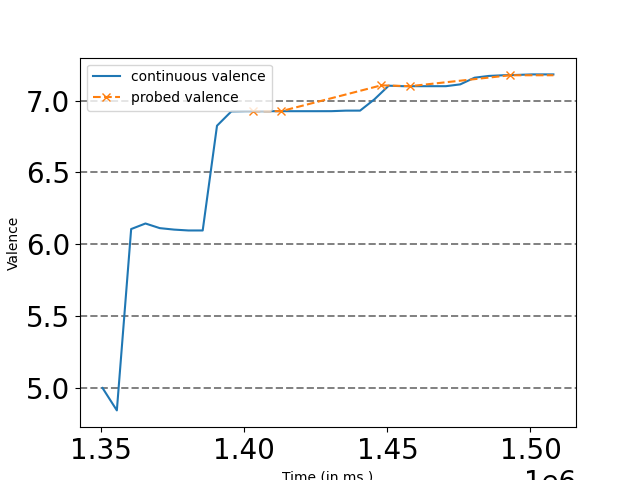 continuous valence
probed valence
7.0
6.5
6.0
5.5
5.0
Valence
1.35
1.40
1.45
1.50
Time (in ms.)
1e6